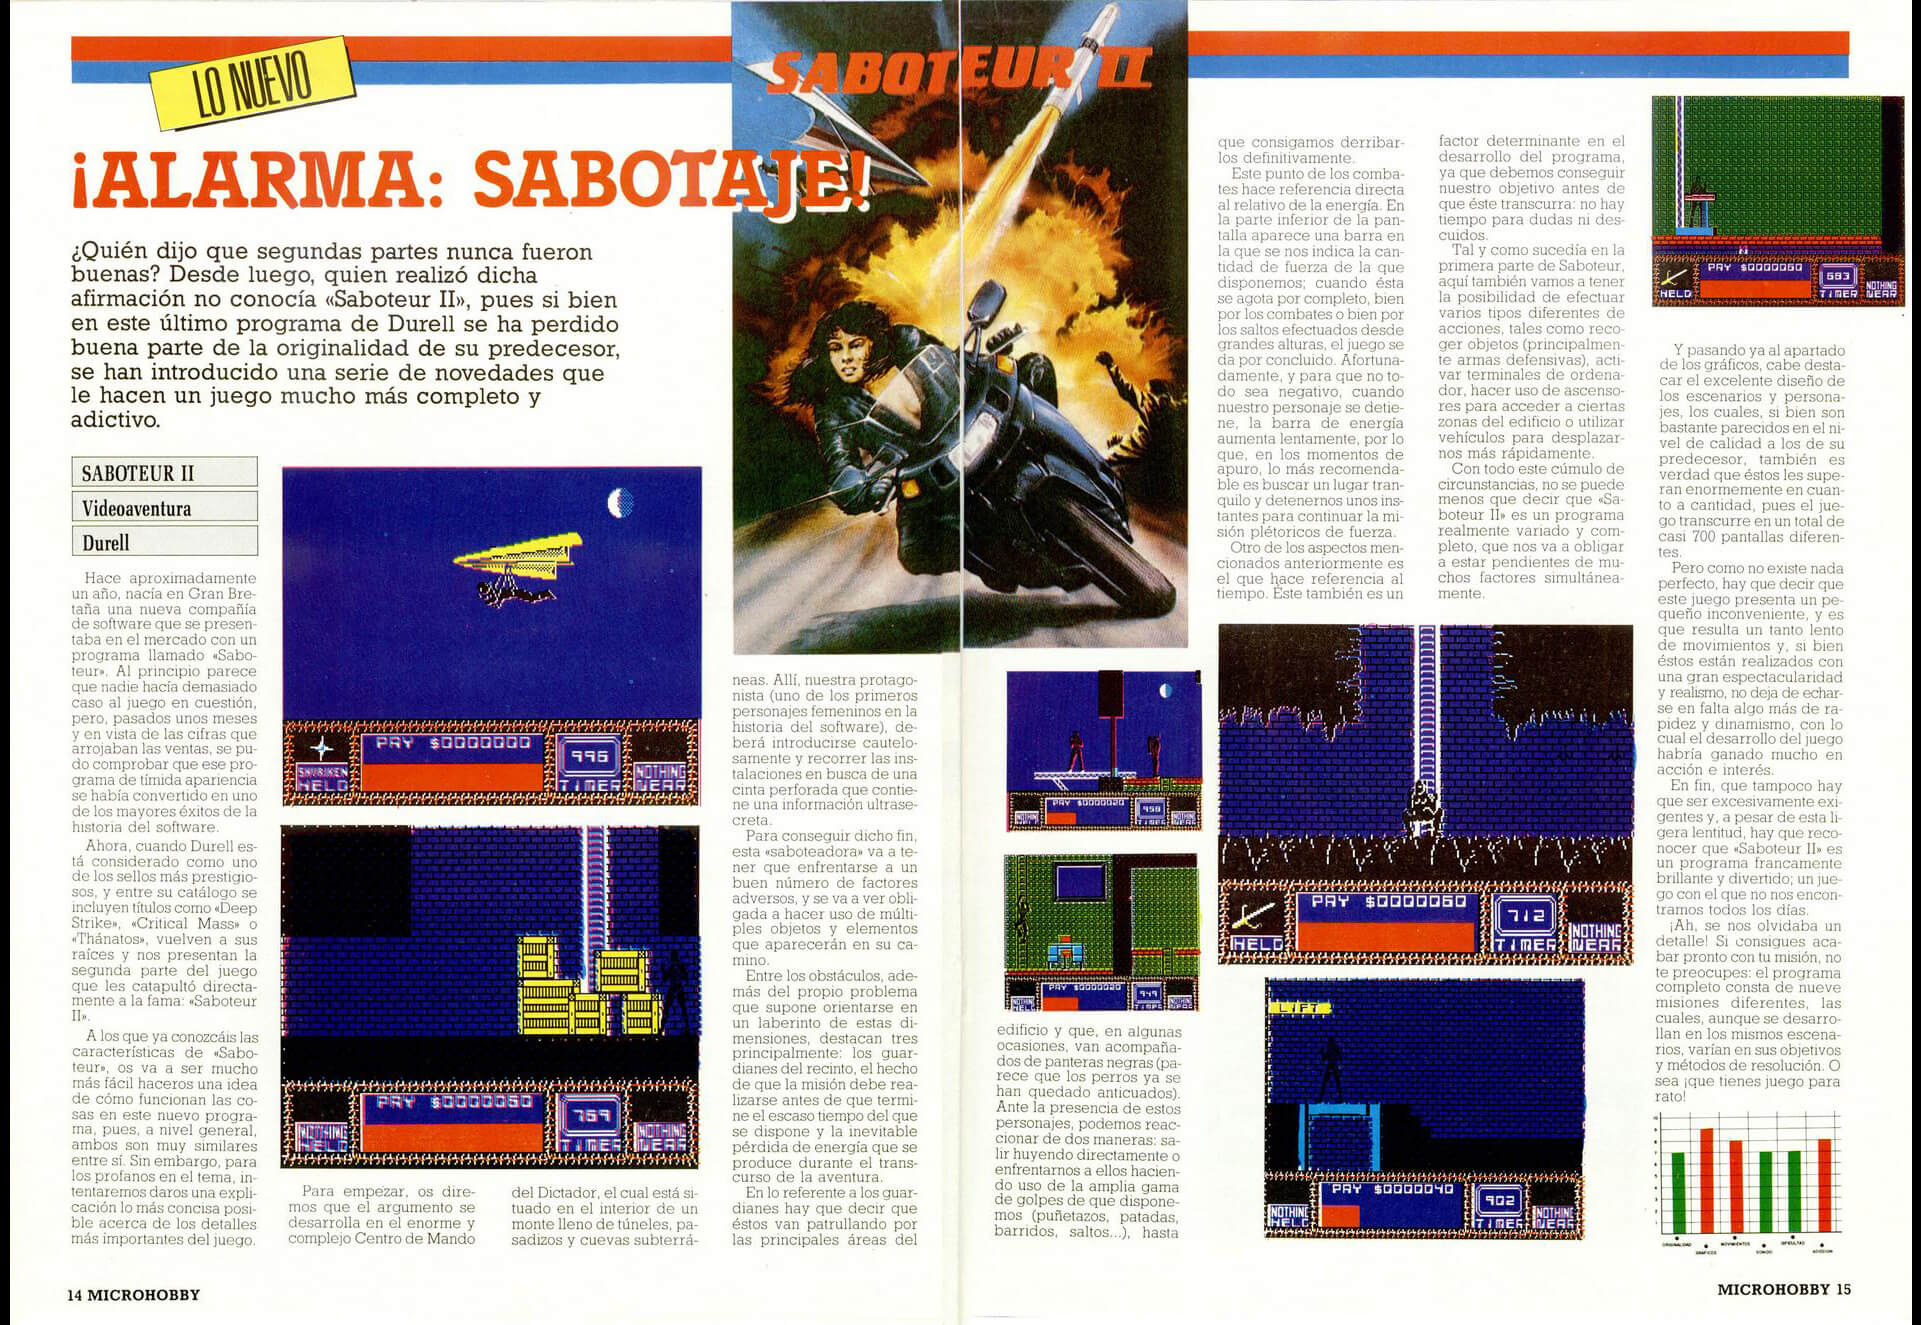 LO NUEVO
¡ALARMA: SABOTAJE!
SABOTEUR II
¿Quién dijo que segundas partes nunca fueron
buenas? Desde luego, quien realizó dicha
afirmación no conocía «Saboteur II», pues si bien
en este último programa de Durell se ha perdido
buena parte de la originalidad de su predecesor,
se han introducido una serie de novedades que
le hacen un juego mucho más completo y
adictivo.
SABOTEUR II
Videoaventura
Durell
Hace aproximadamente
un año, nacía en Gran Bre-
taña una nueva compañía
de software que se presen-
taba en el mercado con un
programa llamado «Sabo-
teur». Al principio parece
que nadie hacía demasiado
caso al juego en cuestión,
pero, pasados unos meses
y en vista de las cifras que
arrojaban las ventas, se pu-
do comprobar que ese pro-
grama de tímida apariencia
se había convertido en uno
de los mayores éxitos de la
historia del software.
Ahora, cuando Durell es-
tá considerado como uno
de los sellos más prestigio-
sos, y entre su catálogo se
incluyen títulos como «Deep
Strike», «Critical Mass» o
«Thánatos», vuelven a sus
raíces y nos presentan la
segunda parte del juego
que les catapultó directa-
mente a la fama: «Saboteur
II».
A los que ya conozcáis las
características de «Sabo-
teur», os va a ser mucho
más fácil haceros una idea
de cómo funcionan las co-
sas en este nuevo progra-
ma, pues, a nivel general,
ambos son muy similares
entre sí. Sin embargo, para
los profanos en el tema, in-
tentaremos daros una expli-
cación lo más concisa posi-
ble acerca de los detalles
más importantes del juego.
SHURIKEN
HELD
PAY $0000000
996
TIMER
NOTHING
NEAR
NOTHING
HELD
PAY $0000060
769
TIMER
NOTHING
NEAR
Para empezar, os dire-
mos que el argumento se
desarrolla en el enorme y
complejo Centro de Mando
del Dictador, el cual está si-
tuado en el interior de un
monte lleno de túneles, pa-
sadizos y cuevas subterrá-
neas. Allí, nuestra protago-
nista (uno de los primeros
personajes femeninos en la
historia del software), de-
berá introducirse cautelo-
samente y recorrer las ins-
talaciones en busca de una
cinta perforada que contie-
ne una información ultrase-
creta.
Para conseguir dicho fin,
esta «saboteadora» va a te-
ner que enfrentarse a un
buen número de factores
adversos, y se va a ver obli-
gada a hacer uso de múlti-
ples objetos y elementos
que aparecerán en su ca-
mino.
Entre los obstáculos, ade-
más del propio problema
que supone orientarse en
un laberinto de estas di-
mensiones, destacan tres
principalmente: los guar-
dianes del recinto, el hecho
de que la misión debe rea-
lizarse antes de que termi-
ne el escaso tiempo del que
se dispone y la inevitable
pérdida de energía que se
produce durante el trans-
curso de la aventura.
En lo referente a los guar-
dianes hay que decir que
éstos van patrullando por
las principales áreas del
14 MICROHOBBY
NOTHING
HELD
PAY $0000020
958
TIMER
NOTHING
NEAR
NOTHING
HELD
PAY $0000020
949
TIMER
NOTHING
NEAR
edificio y que, en algunas
ocasiones, van acompaña-
dos de panteras negras (pa-
rece que los perros ya se
han quedado anticuados).
Ante la presencia de estos
personajes, podemos reac-
cionar de dos maneras: sa-
lir huyendo directamente o
enfrentarnos a ellos hacien-
do uso de la amplia gama
de golpes de que dispone-
mos (puñetazos, patadas,
barridos, saltos...), hasta
que consigamos derribar-
los definitivamente.
Este punto de los comba-
tes hace referencia directa
al relativo de la energía. En
la parte inferior de la pan-
talla aparece una barra en
la que se nos indica la can-
tidad de fuerza de la que
disponemos; cuando ésta
se agota por completo, bien
por los combates o bien por
los saltos efectuados desde
grandes alturas, el juego se
da por concluido. Afortuna-
damente, y para que no to-
do sea negativo, cuando
nuestro personaje se detie-
ne, la barra de energía
aumenta lentamente, por lo
que, en los momentos de
apuro, lo más recomenda-
ble es buscar un lugar tran-
quilo y detenernos unos ins-
tantes para continuar la mi-
sión pletóricos de fuerza.
Otro de los aspectos men-
cionados anteriormente es
el que hace referencia al
tiempo. Éste también es un
factor determinante en el
desarrollo del programa,
ya que debemos conseguir
nuestro objetivo antes de
que éste transcurra: no hay
tiempo para dudas ni des-
cuidos.
Tal y como sucedía en la
primera parte de Saboteur,
aquí también vamos a tener
la posibilidad de efectuar
varios tipos diferentes de
acciones, tales como reco-
ger objetos (principalmen-
te armas defensivas), acti-
var terminales de ordena-
dor, hacer uso de ascenso-
res para acceder a ciertas
zonas del edificio o utilizar
vehículos para desplazar-
nos más rápidamente.
Con todo este cúmulo de
circunstancias, no se puede
menos que decir que «Sa-
boteur II» es un programa
realmente variado y com-
pleto, que nos va a obligar
a estar pendientes de mu-
chos factores simultánea-
mente.
HELD
PAY $0000060
712
TIMER
NOTHING
NEAR
LIFT
NOTHING
HELD
PAY $0000040
902
TIMER
NOTHING
NEAR
HELD
PAY $0000060
683
TIMER
NOTHING
NEAR
Y pasando ya al apartado
de los gráficos, cabe desta-
car el excelente diseño de
los escenarios y persona-
jes, los cuales, si bien son
bastante parecidos en el ni-
vel de calidad a los de su
predecesor, también es
verdad que éstos les supe-
ran enormemente en cuan-
to a cantidad, pues el jue-
go transcurre en un total de
casi 700 pantallas diferen-
tes.
Pero como no existe nada
perfecto, hay que decir que
este juego presenta un pe-
queño inconveniente, y es
que resulta un tanto lento
de movimientos y, si bien
éstos están realizados con
una gran espectacularidad
y realismo, no deja de echar-
se en falta algo más de ra-
pidez y dinamismo, con lo
cual el desarrollo del juego
habría ganado mucho en
acción e interés.
En fin, que tampoco hay
que ser excesivamente exi-
gentes y, a pesar de esta li-
gera lentitud, hay que reco-
nocer que «Saboteur II» es
un programa francamente
brillante y divertido; un jue-
go con el que no nos encon-
tramos todos los días.
¡Ah, se nos olvidaba un
detalle! Si consigues aca-
bar pronto con tu misión, no
te preocupes: el programa
completo consta de nueve
misiones diferentes, las
cuales, aunque se desarro-
llan en los mismos escena-
rios, varían en sus objetivos
y métodos de resolución. O
sea ¡que tienes juego para
rato!
ORIGINALIDAD
GRAFICOS
MOVIMIENTOS
SONIDO
DIFICULTAD
ADICCION
MICROHOBBY 15